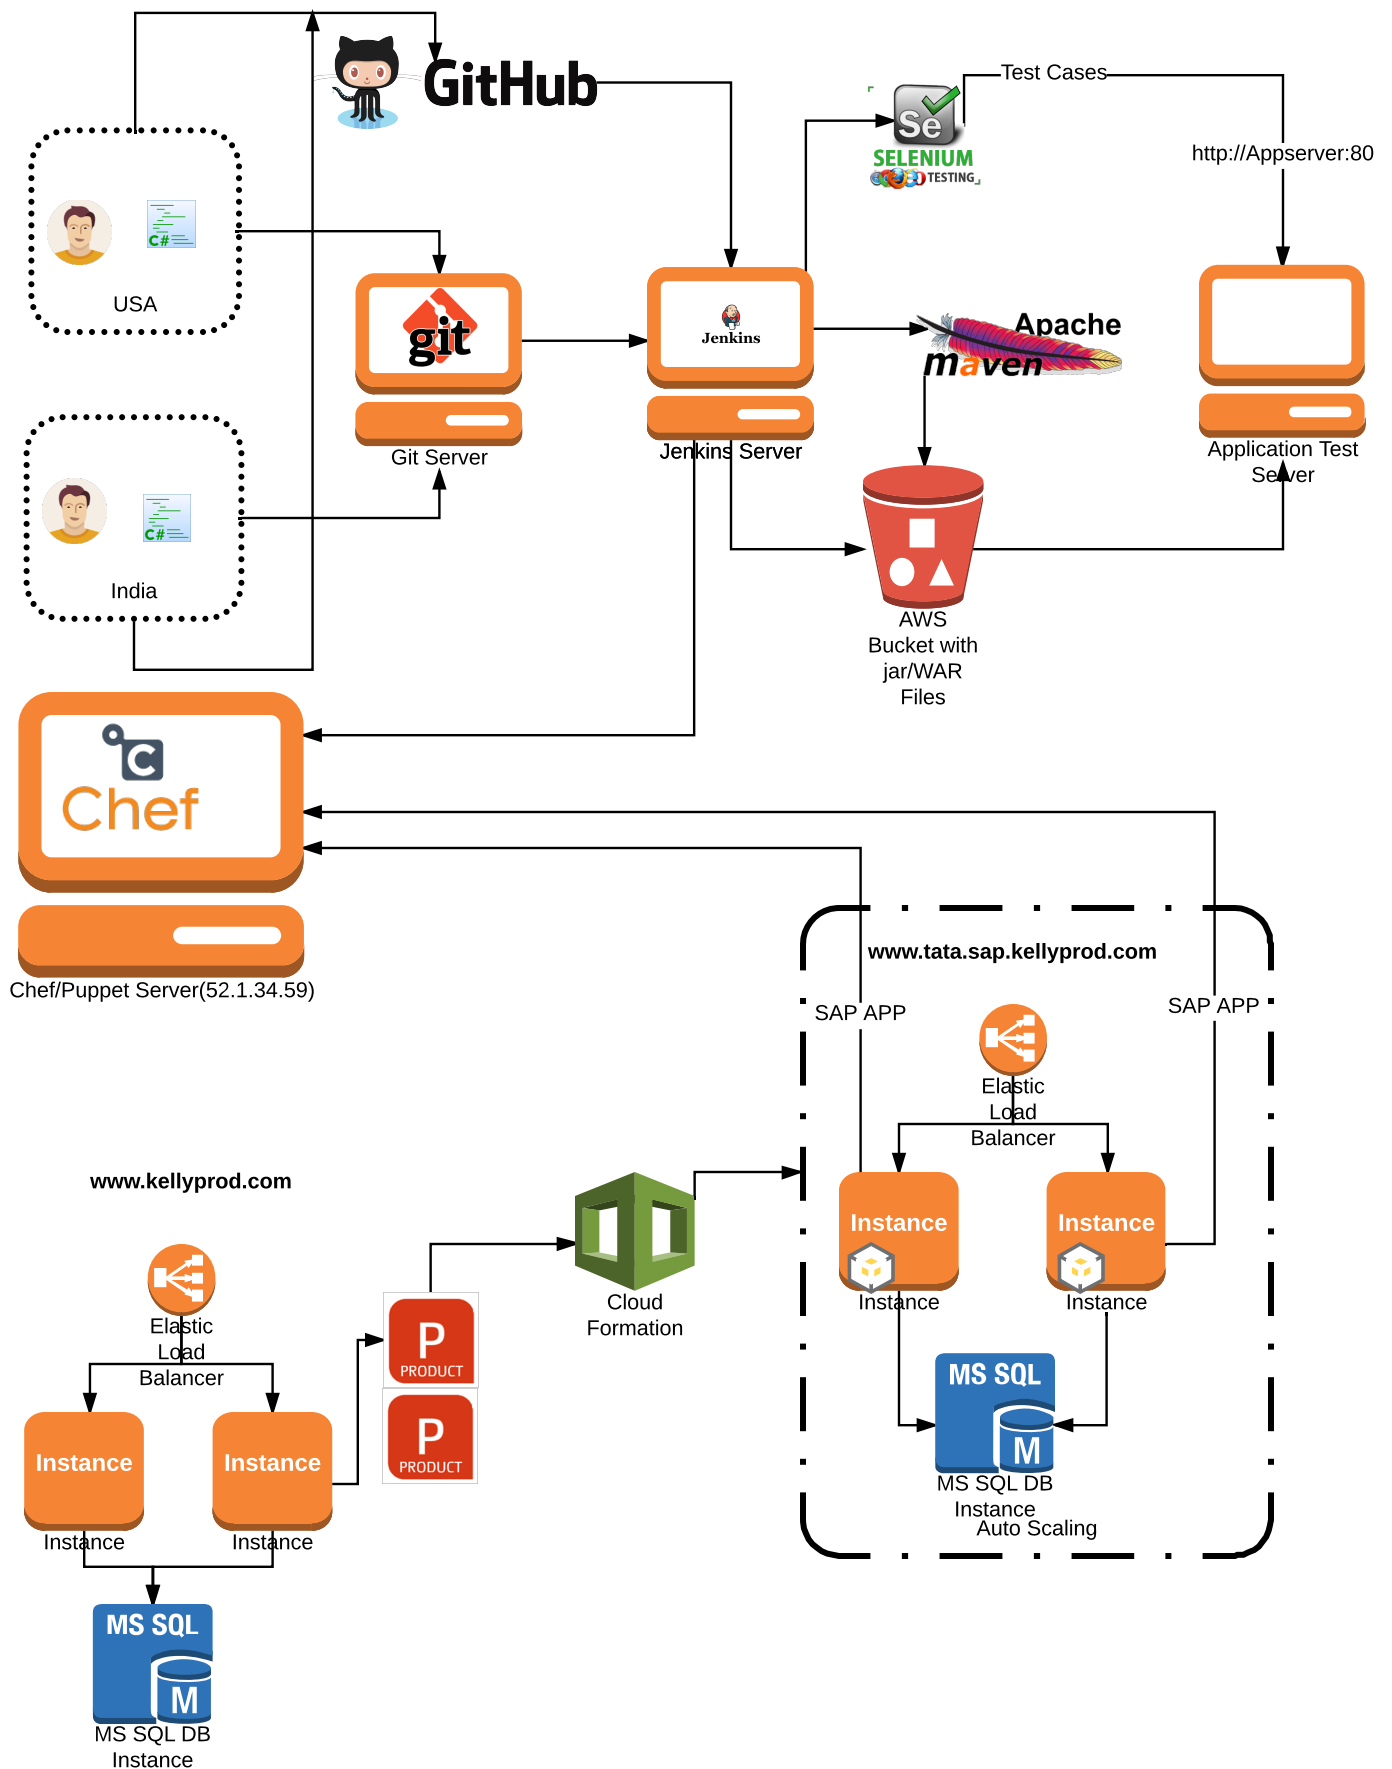 GitHub
Test Cases
Se
SELENIUM
TESTING
http://Appserver:80
C#
USA
git
Git Server
Jenkins
Jenkins Server
Apache
maven
Application Test
Server
C#
India
AWS
Bucket with
jar/WAR
Files
C
Chef
Chef/Puppet Server(52.1.34.59)
www.tata.sap.kellyprod.com
SAP APP
SAP APP
Elastic
Load
Balancer
Instance
Instance
Instance
Instance
MS SQL
M
MS SQL DB
Instance
Auto Scaling
www.kellyprod.com
Elastic
Load
Balancer
Instance
Instance
Instance
Instance
P
PRODUCT
P
PRODUCT
Cloud
Formation
MS SQL
M
MS SQL DB
Instance